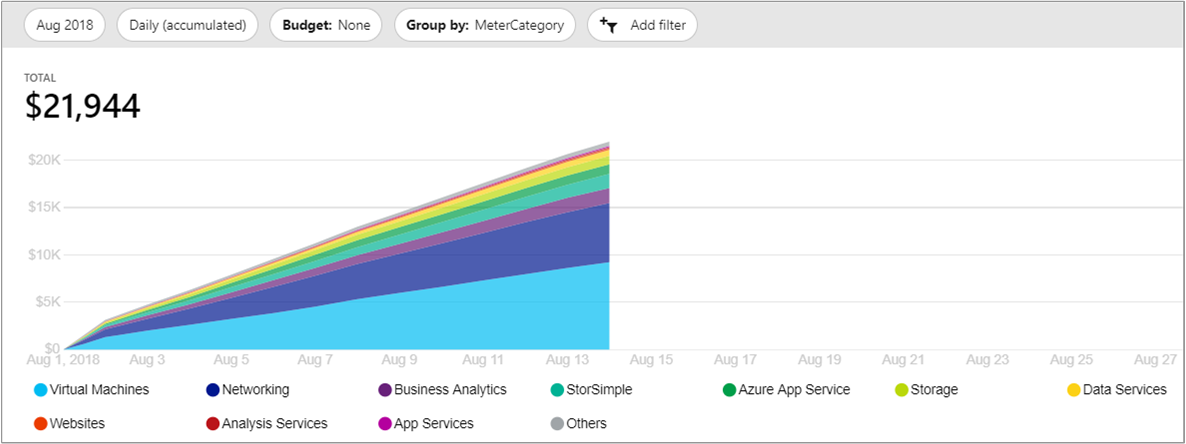 Aug 2018 Daily (accumulated) Budget: None Group by: MeterCategory Add filter
TOTAL
$21,944
$20K
$15K
$10K
$5K
$0
Aug 1, 2018 Aug 3 Aug 5 Aug 7 Aug 9 Aug 11 Aug 13 Aug 15 Aug 17 Aug 19 Aug 21 Aug 23 Aug 25 Aug 27
Virtual Machines Networking Business Analytics StorSimple Azure App Service Storage Data Services
Websites Analysis Services App Services Others